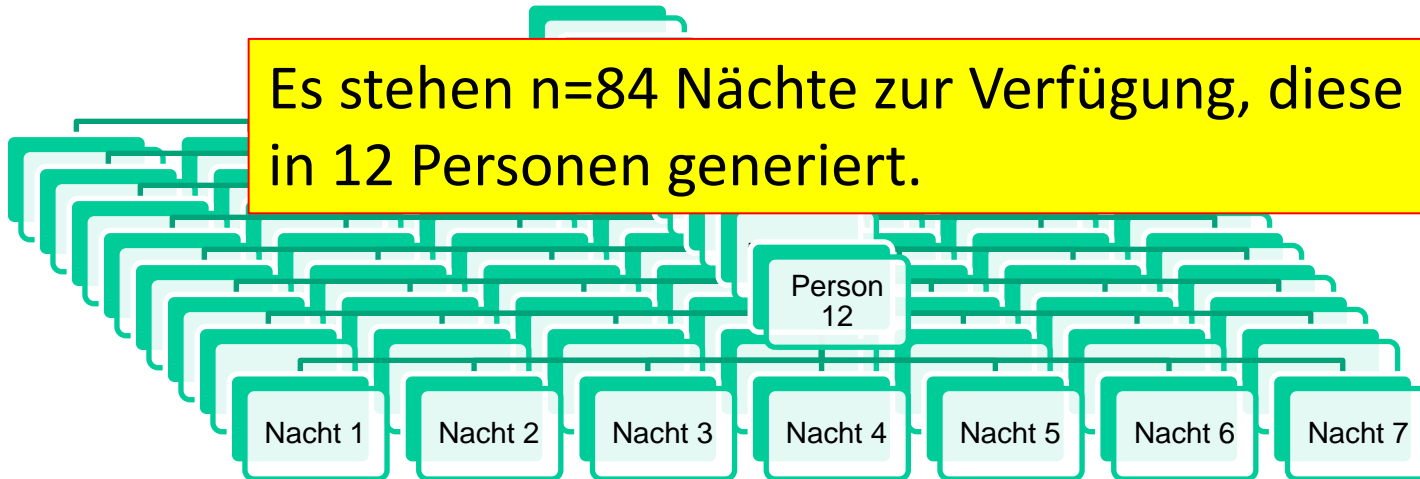 Es stehen n=84 Nächte zur Verfügung, diese
in 12 Personen generiert.
Person
12
Nacht 1
Nacht 2
Nacht 3
Nacht 4
Nacht 5
Nacht 6
Nacht 7